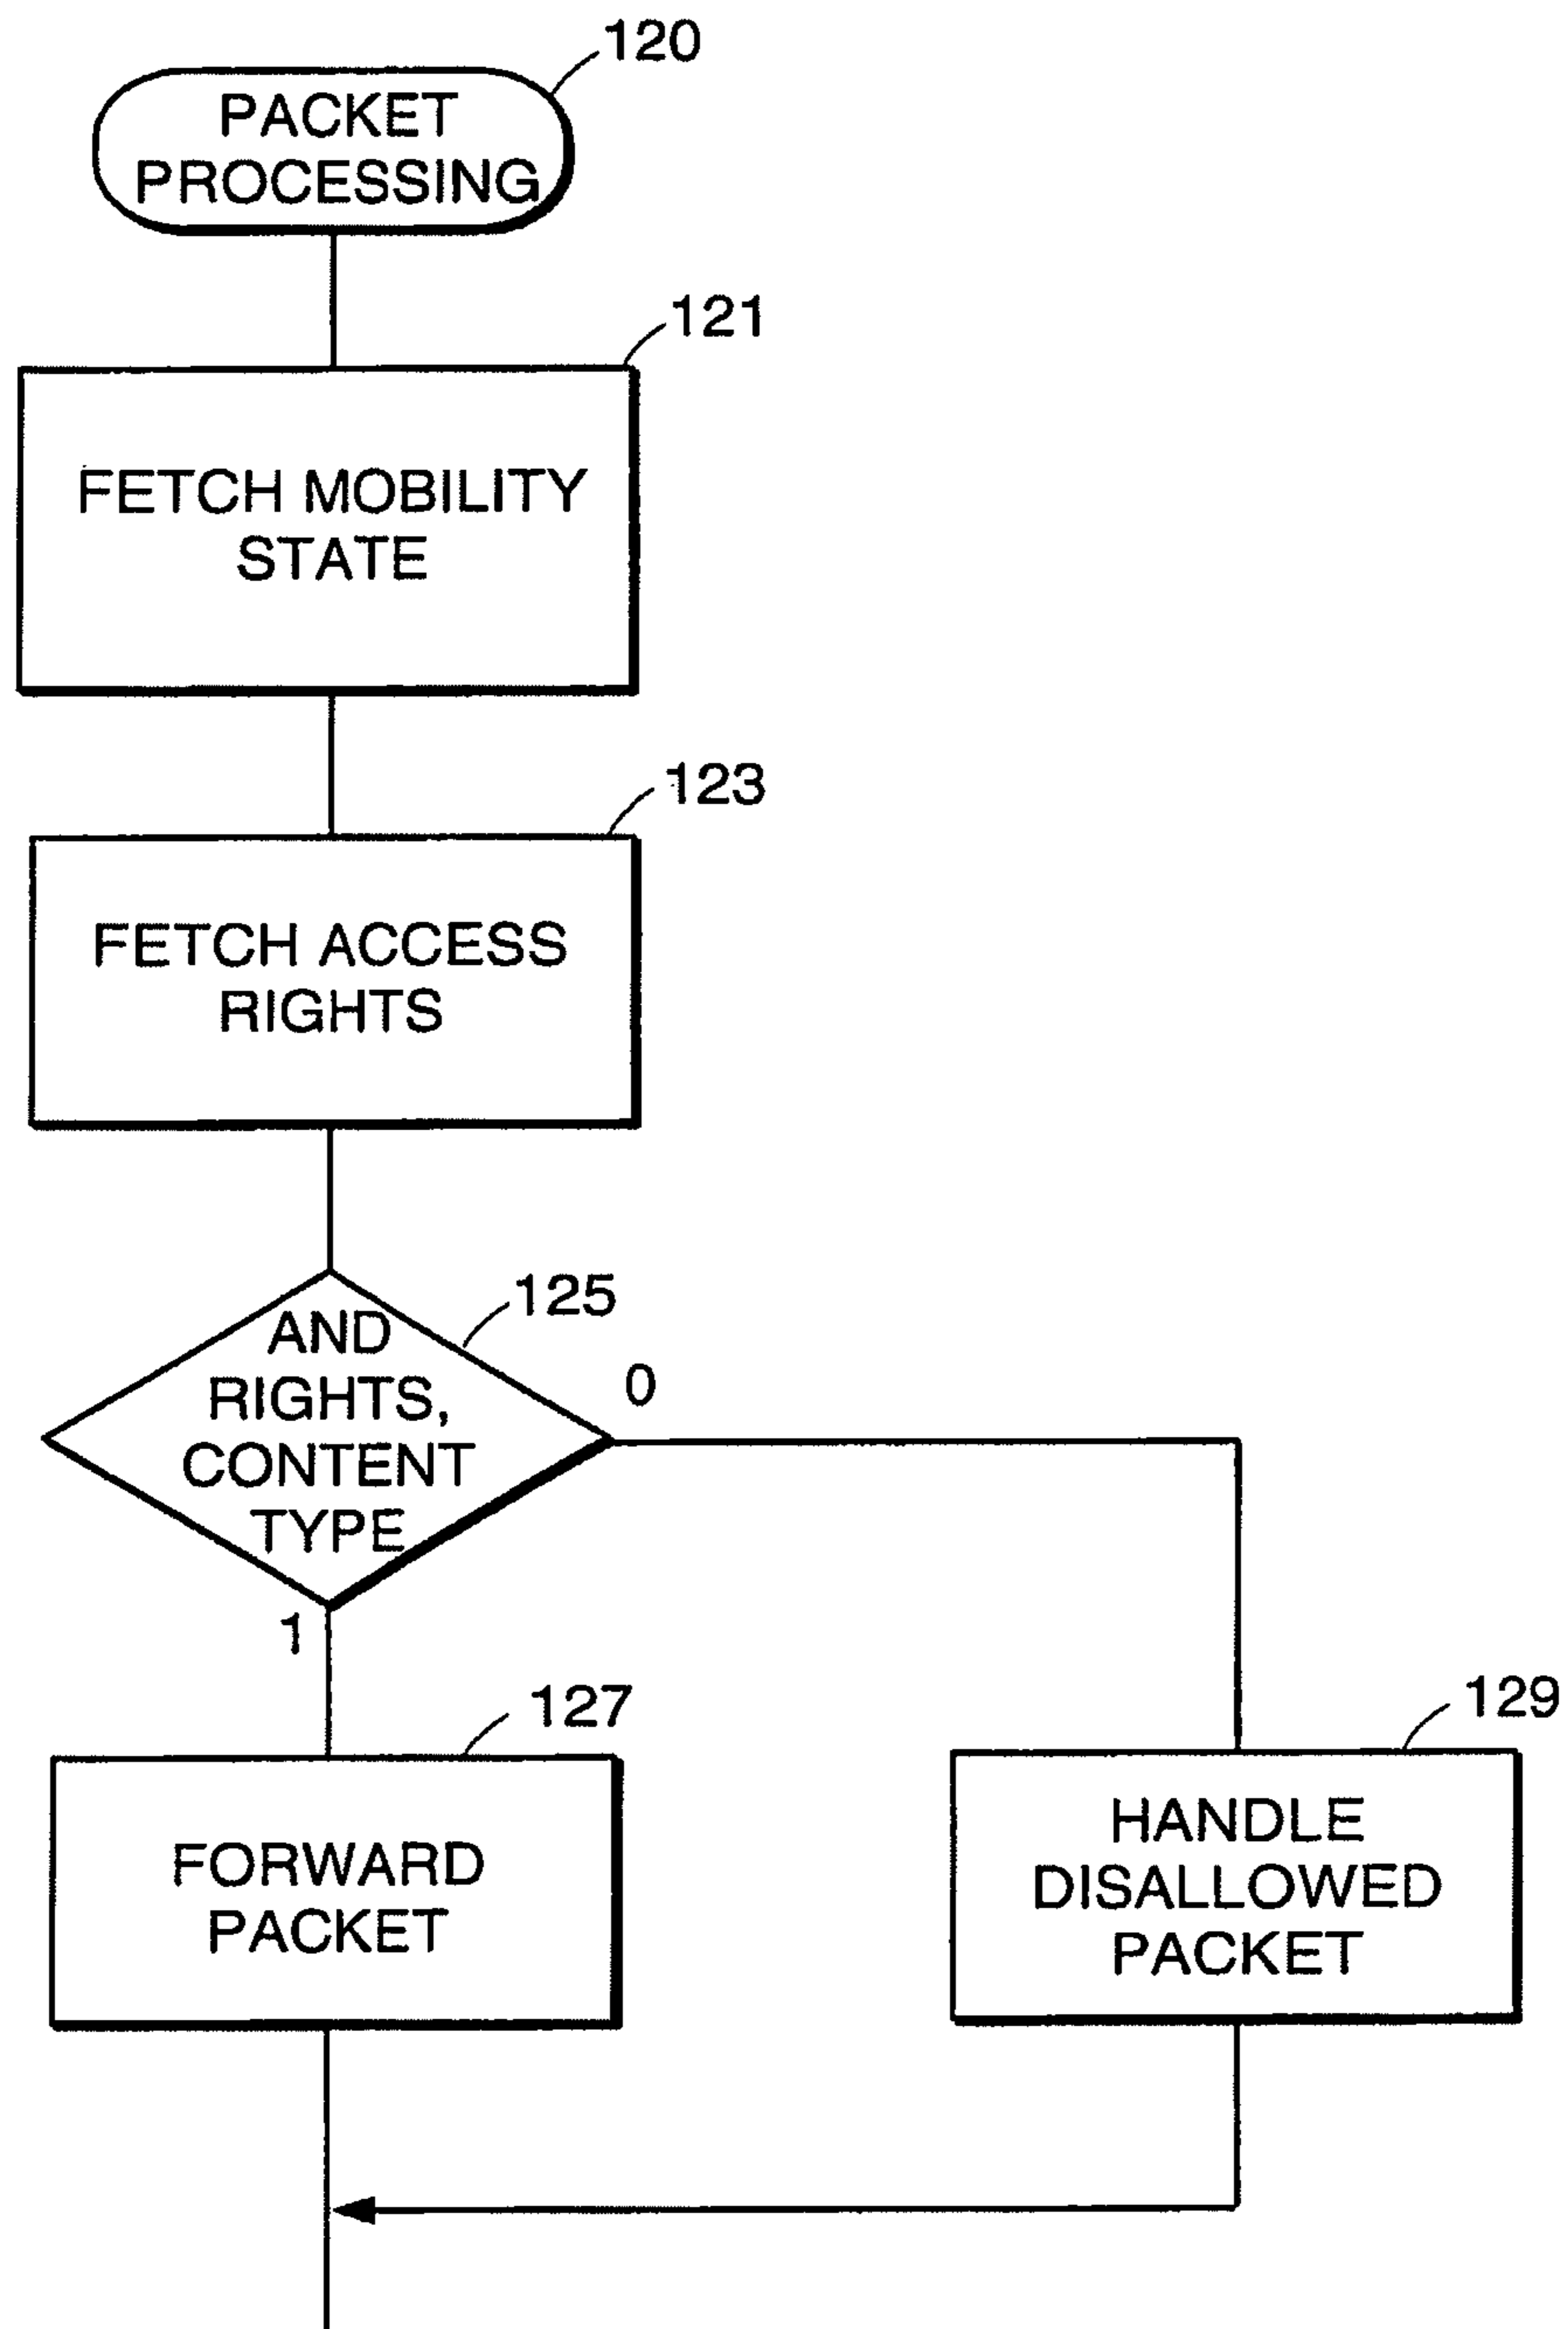 120
PACKET
PROCESSING
121
FETCH MOBILITY
STATE
123
FETCH ACCESS
RIGHTS
125
AND
RIGHTS,
CONTENT
TYPE
0
1
127
FORWARD
PACKET
129
HANDLE
DISALLOWED
PACKET